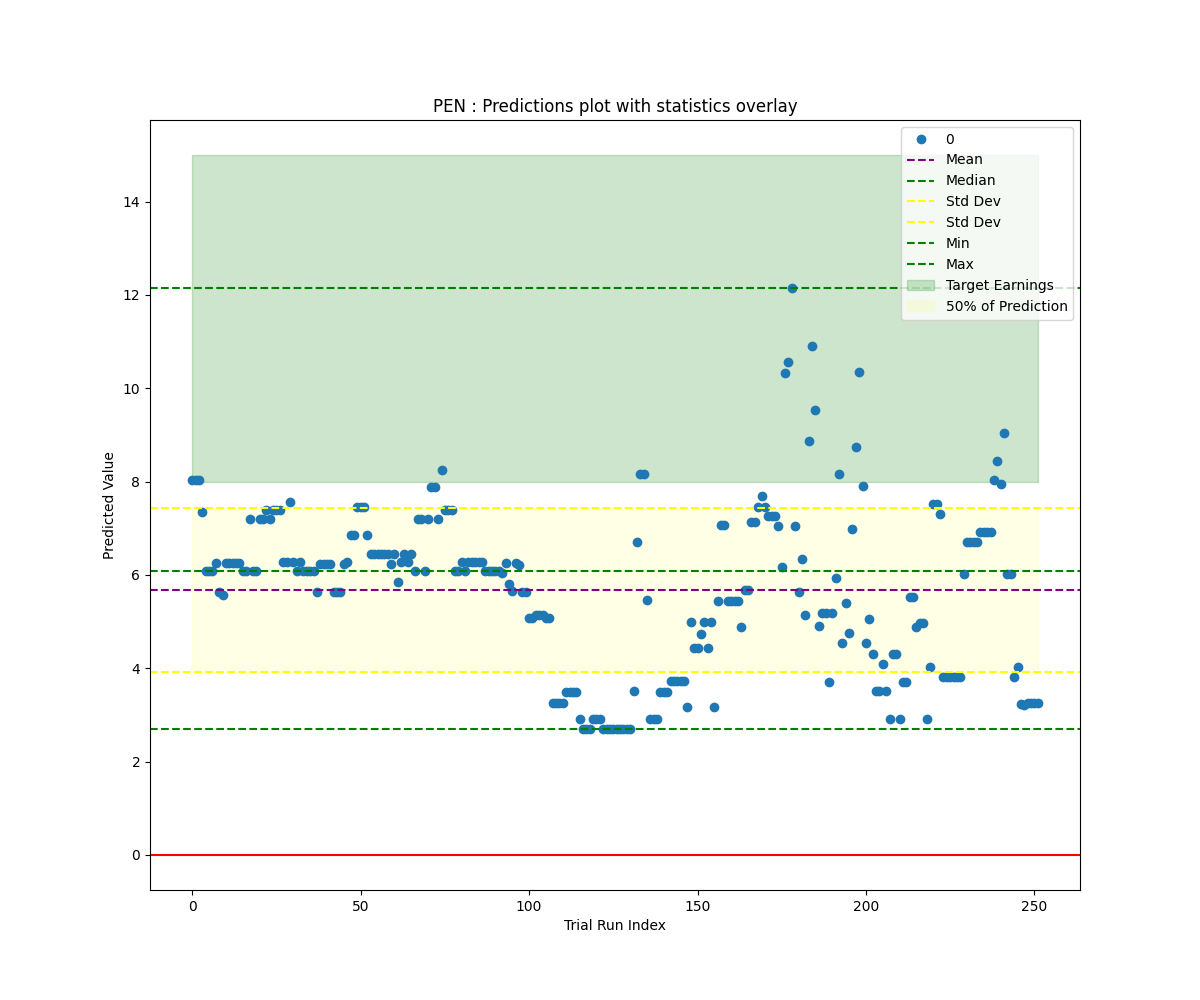 PEN : Predictions plot with statistics overlay
0
Mean
Median
Std Dev
Std Dev
Min
Max
Target Earnings
50% of Prediction
14
12
10
8
6
4
2
0
Predicted Value
0 50 100 150 200 250
Trial Run Index